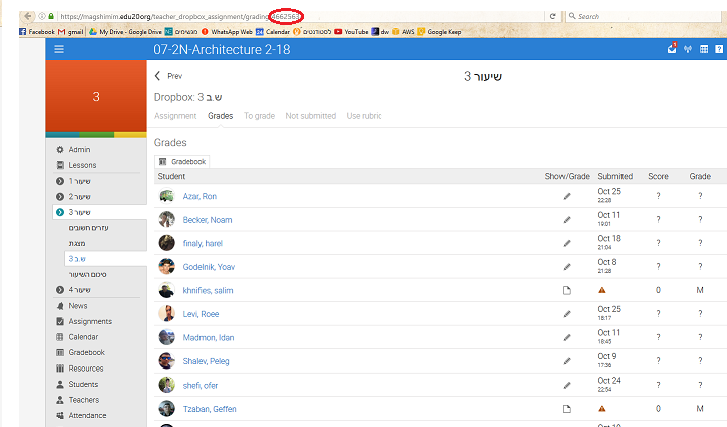 https://magshimim.edu20org/teacher_dropbox_assignment/grading/4662563
Search
Facebook gmail My Drive - Google Drive מגשימים WhatsApp Web Calendar לסטודנטים YouTube dw AWS Google Keep
07-2N-Architecture 2-18
3
Prev
שיעור 3
Dropbox: ש.ב 3
Assignment Grades To grade Not submitted Use rubric
Grades
Gradebook
Student Show/Grade Submitted Score Grade
Azar, Ron Oct 25 22:28 ? ?
Becker, Noam Oct 11 19:01 ? ?
finaly, harel Oct 18 21:04 ? ?
Godelnik, Yoav Oct 8 21:28 ? ?
khnifies, salim 0 M
Levi, Roee Oct 25 18:17 ? ?
Madmon, Idan Oct 11 18:45 ? ?
Shalev, Peleg Oct 9 17:36 ? ?
shefi, ofer Oct 24 22:54 ? ?
Tzaban, Geffen 0 M
Admin
Lessons
שיעור 1
שיעור 2
שיעור 3
עזרים חשובים
מצגת
ש.ב 3
סיכום השיעור
שיעור 4
News
Assignments
Calendar
Gradebook
Resources
Students
Teachers
Attendance